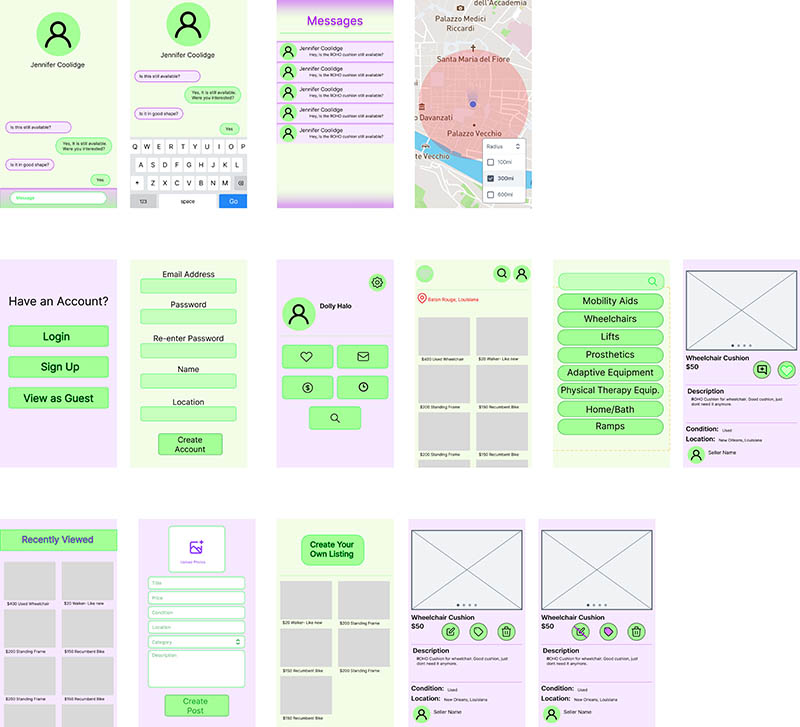 Jennifer Coolidge
Is this still available?
Yes, It is still available.
Were you interested?
Is it in good shape?
Yes
Message
Jennifer Coolidge
Is this still available?
Yes, it is still available.
Were you interested?
Is it in good shape?
Yes
Q W E R T Y U I O P
A S D F G H J K L
Z X C V B N M
123 space Go
Messages
Jennifer Coolidge
Hey, Is the ROHO cushion still available?
Jennifer Coolidge
Hey, Is the ROHO cushion still available?
Jennifer Coolidge
Hey, Is the ROHO cushion still available?
Jennifer Coolidge
Hey, Is the ROHO cushion still available?
Jennifer Coolidge
Hey, Is the ROHO cushion still available?
dell'Accademia
Palazzo Medici
Riccardi
Santa Maria del Fiore
o Davanzati
Palazzo Vecchio
te Vecchio
Radius
100mi
300mi
600mi
Have an Account?
Login
Sign Up
View as Guest
Email Address
Password
Re-enter Password
Name
Location
Create
Account
Dolly Halo
Baton Rouge, Louisiana
$400 Used Wheelchair
$20 Walker- Like new
$200 Standing Frame
$150 Recumbent Bike
$200 Standing Frame
$150 Recumbent Bike
Mobility Aids
Wheelchairs
Lifts
Prosthetics
Adaptive Equipment
Physical Therapy Equip.
Home/Bath
Ramps
Wheelchair Cushion
$50
Description
ROHO Cushion for wheelchair. Good cushion, just
dont need it anymore.
Condition: Used
Location: New Orleans, Louisiana
Seller Name
Recently Viewed
$400 Used Wheelchair
$20 Walker- Like new
$200 Standing Frame
$150 Recumbent Bike
$200 Standing Frame
$150 Recumbent Bike
Upload Photos
Title
Price
Condition
Location
Category
Description
Create
Post
Create Your
Own Listing
$20 Walker- Like new
$200 Standing Frame
$150 Recumbent Bike
$200 Standing Frame
$150 Recumbent Bike
Wheelchair Cushion
$50
Description
ROHO Cushion for wheelchair. Good cushion, just
dont need it anymore.
Condition: Used
Location: New Orleans, Louisiana
Seller Name
Wheelchair Cushion
$50
Description
ROHO Cushion for wheelchair. Good cushion, just
dont need it anymore.
Condition: Used
Location: New Orleans, Louisiana
Seller Name